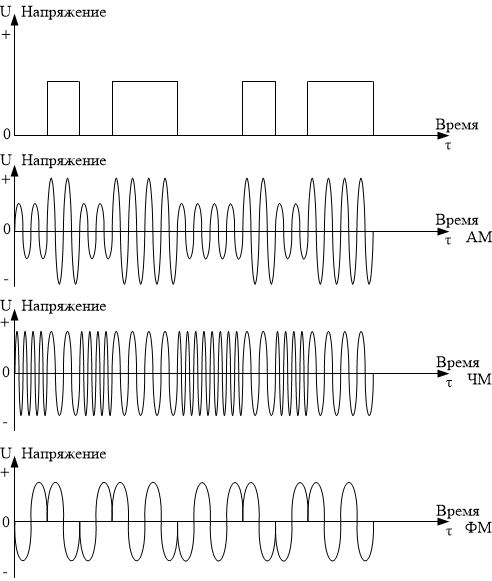 U Напряжение
+
0
Время
τ
U Напряжение
+
0
-
Время
τ АМ
U Напряжение
+
0
-
Время
τ ЧМ
U Напряжение
+
0
-
Время
τ ФМ